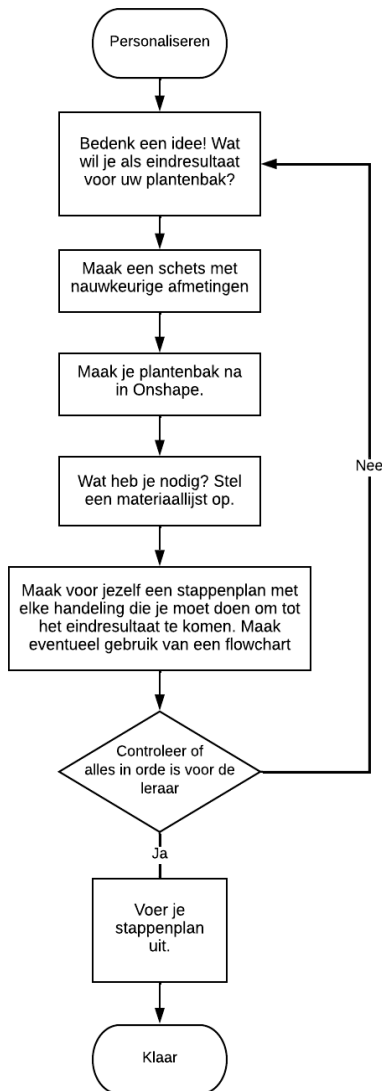 Personaliseren
Bedenk een idee! Wat
wil je als eindresultaat
voor uw plantenbak?
Maak een schets met
nauwkeurige afmetingen
Maak je plantenbak na
in Onshape.
Wat heb je nodig? Stel
een materiaallijst op.
Maak voor jezelf een stappenplan met
elke handeling die je moet doen om tot
het eindresultaat te komen. Maak
eventueel gebruik van een flowchart
Controleer of
alles in orde is voor de
leraar
Nee
Ja
Voer je
stappenplan
uit.
Klaar